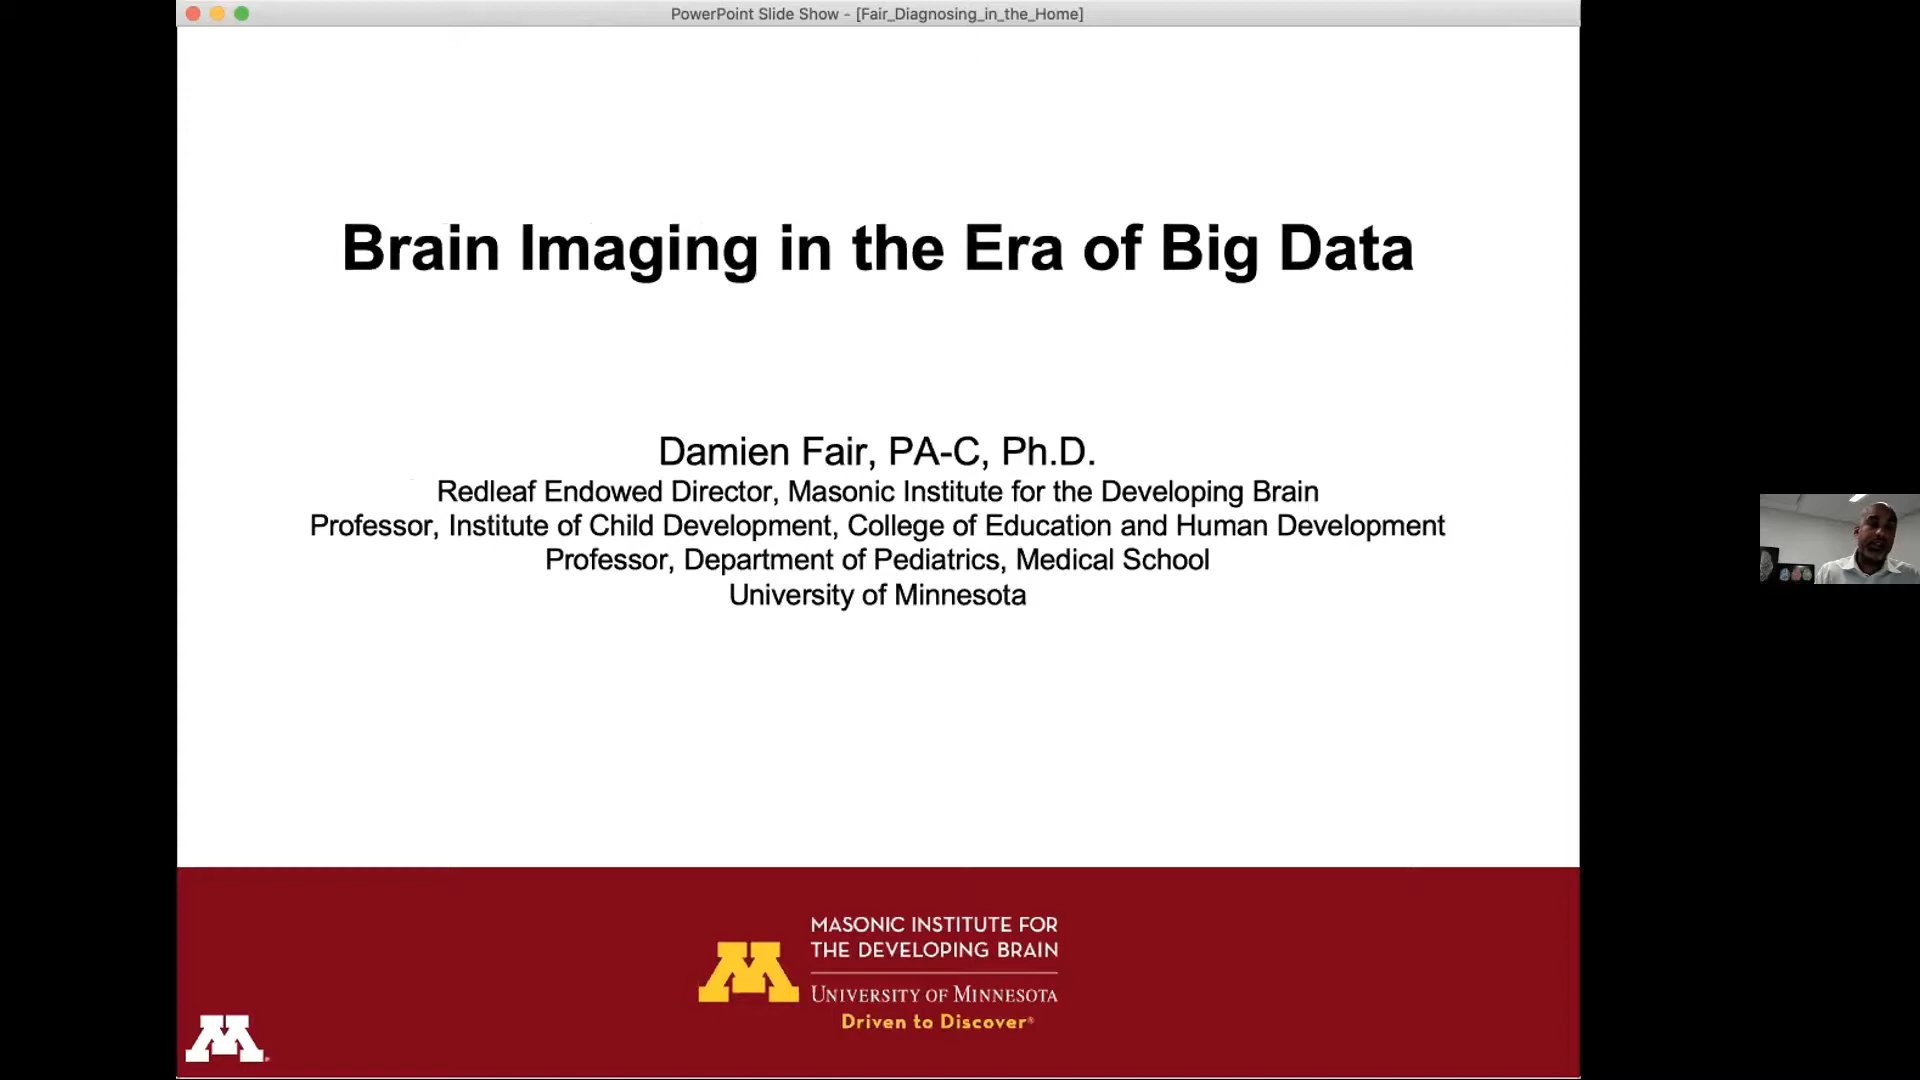 PowerPoint Slide Show - [Fair_Diagnosing_in_the_Home]
Brain Imaging in the Era of Big Data
Damien Fair, PA-C, Ph.D.
Redleaf Endowed Director, Masonic Institute for the Developing Brain
Professor, Institute of Child Development, College of Education and Human Development
Professor, Department of Pediatrics, Medical School
University of Minnesota
MASONIC INSTITUTE FOR
THE DEVELOPING BRAIN
UNIVERSITY OF MINNESOTA
Driven to Discover®
M
M